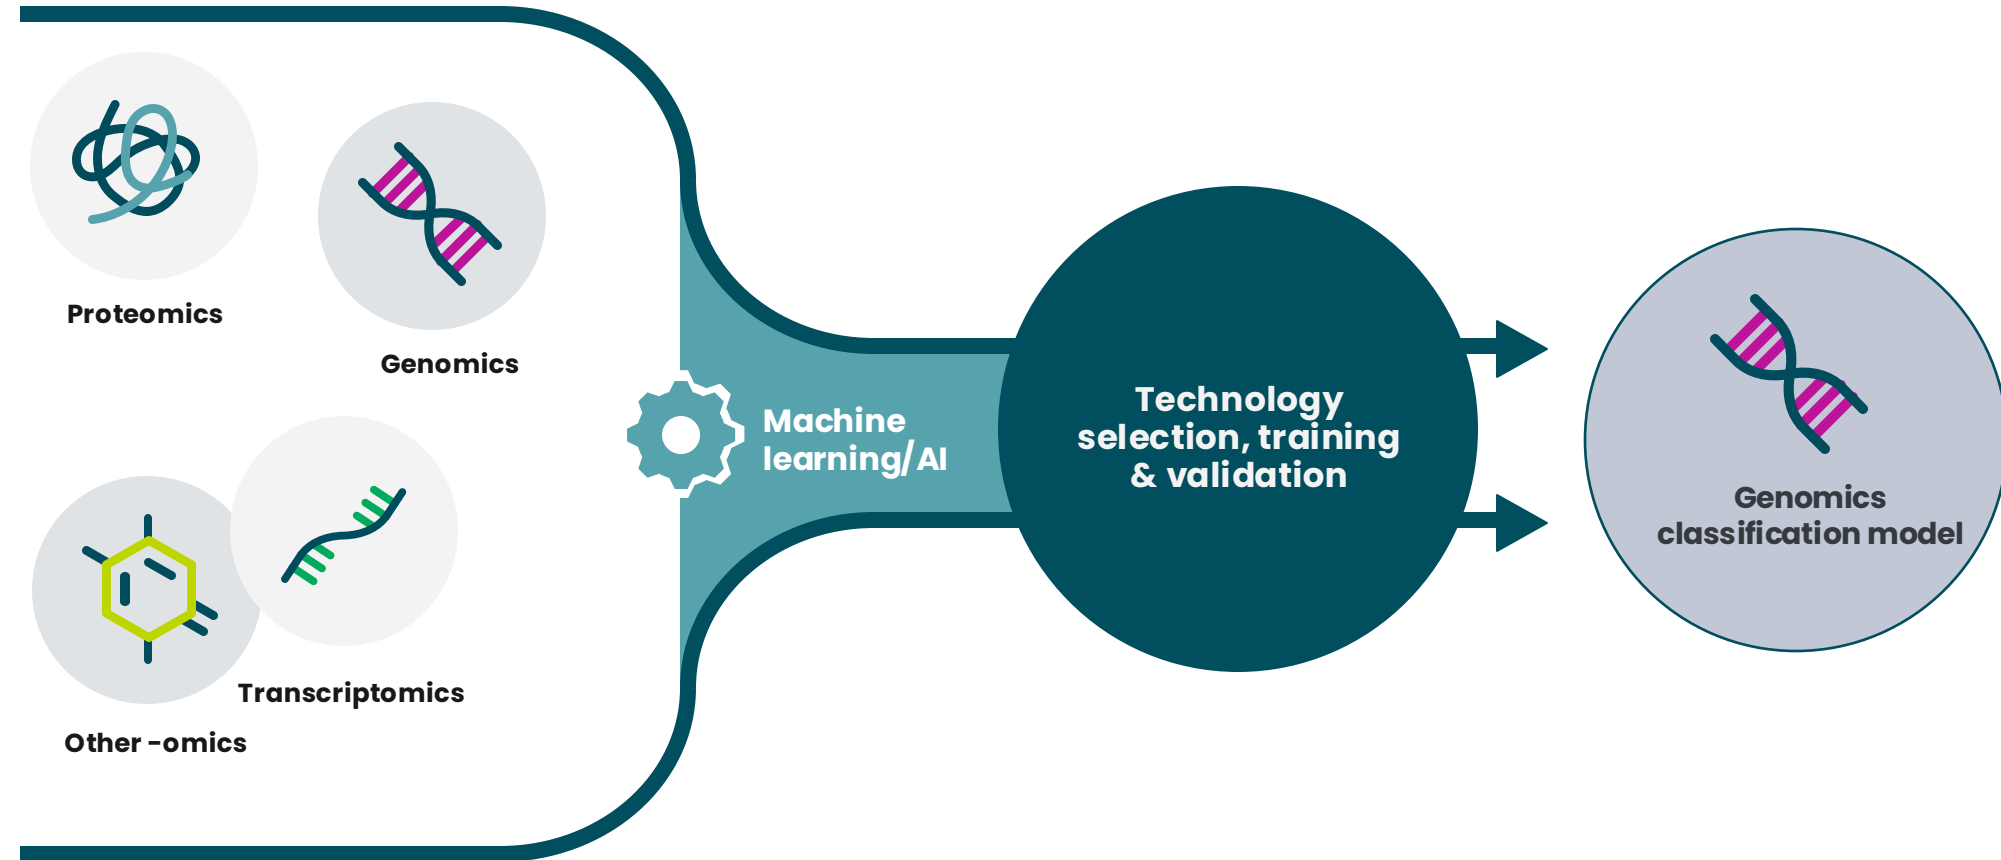 Proteomics
Genomics
Transcriptomics
Other -omics
Machine
learning/AI
Technology
selection, training
& validation
Genomics
classification model